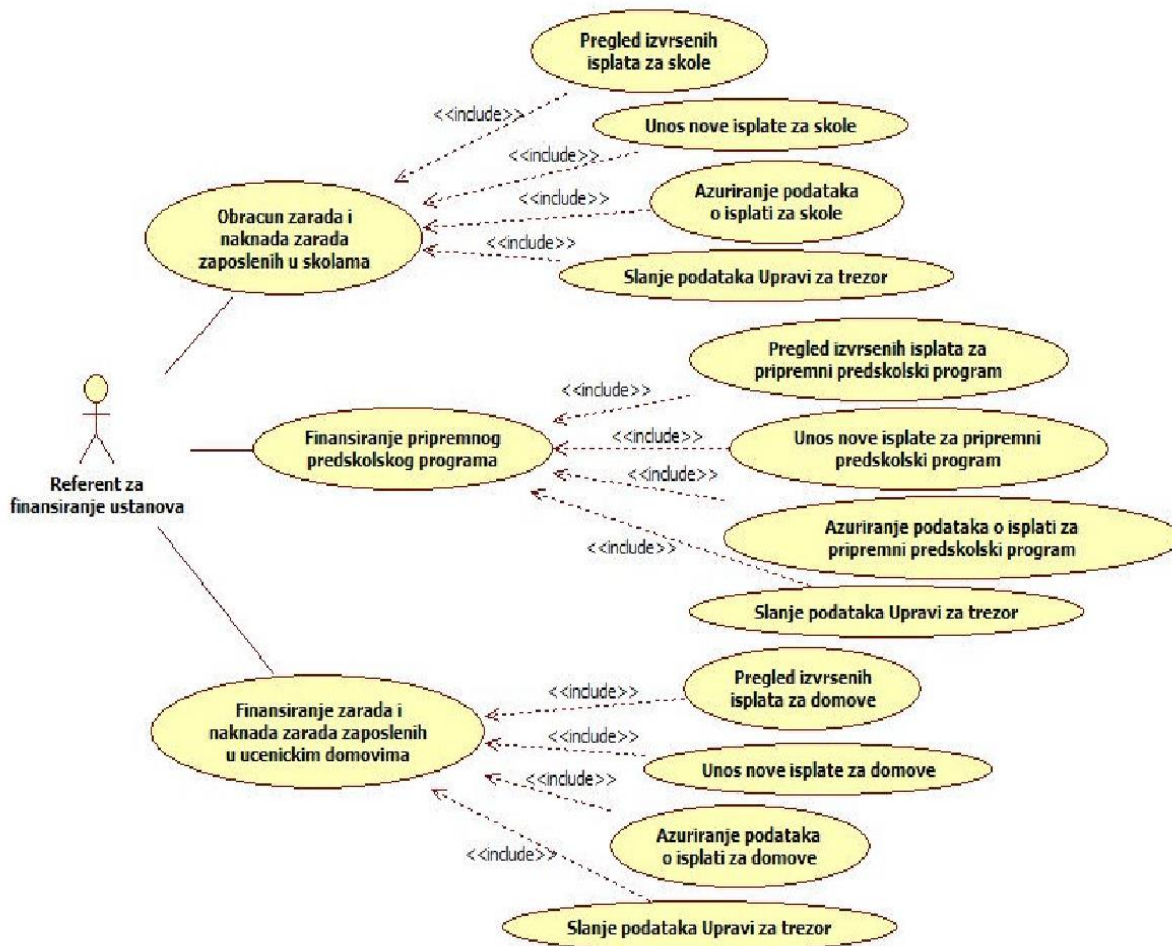 Pregled izvrsenih
isplata za skole
<<include>>
Unos nove isplate za skole
<<include>>
Azuriranje podataka
o isplati za skole
<<include>>
Obracun zarada i
naknada zarada
zaposlenih u skolama
<<include>>
Slanje podataka Upravi za trezor
Pregled izvrsenih isplata za
pripremni predskolski program
<<include>>
Referent za
finansiranje ustanova
Finansiranje pripremnog
predskolskog programa
<<include>>
Unos nove isplate za pripremni
predskolski program
<<include>>
Azuriranje podataka o isplati za
pripremni predskolski program
<<include>>
Slanje podataka Upravi za trezor
Pregled izvrsenih
isplata za domove
<<include>>
Finansiranje zarada i
naknada zarada zaposlenih
u ucenickim domovima
<<include>>
Unos nove isplate za domove
<<include>>
Azuriranje podataka
o isplati za domove
<<include>>
Slanje podataka Upravi za trezor